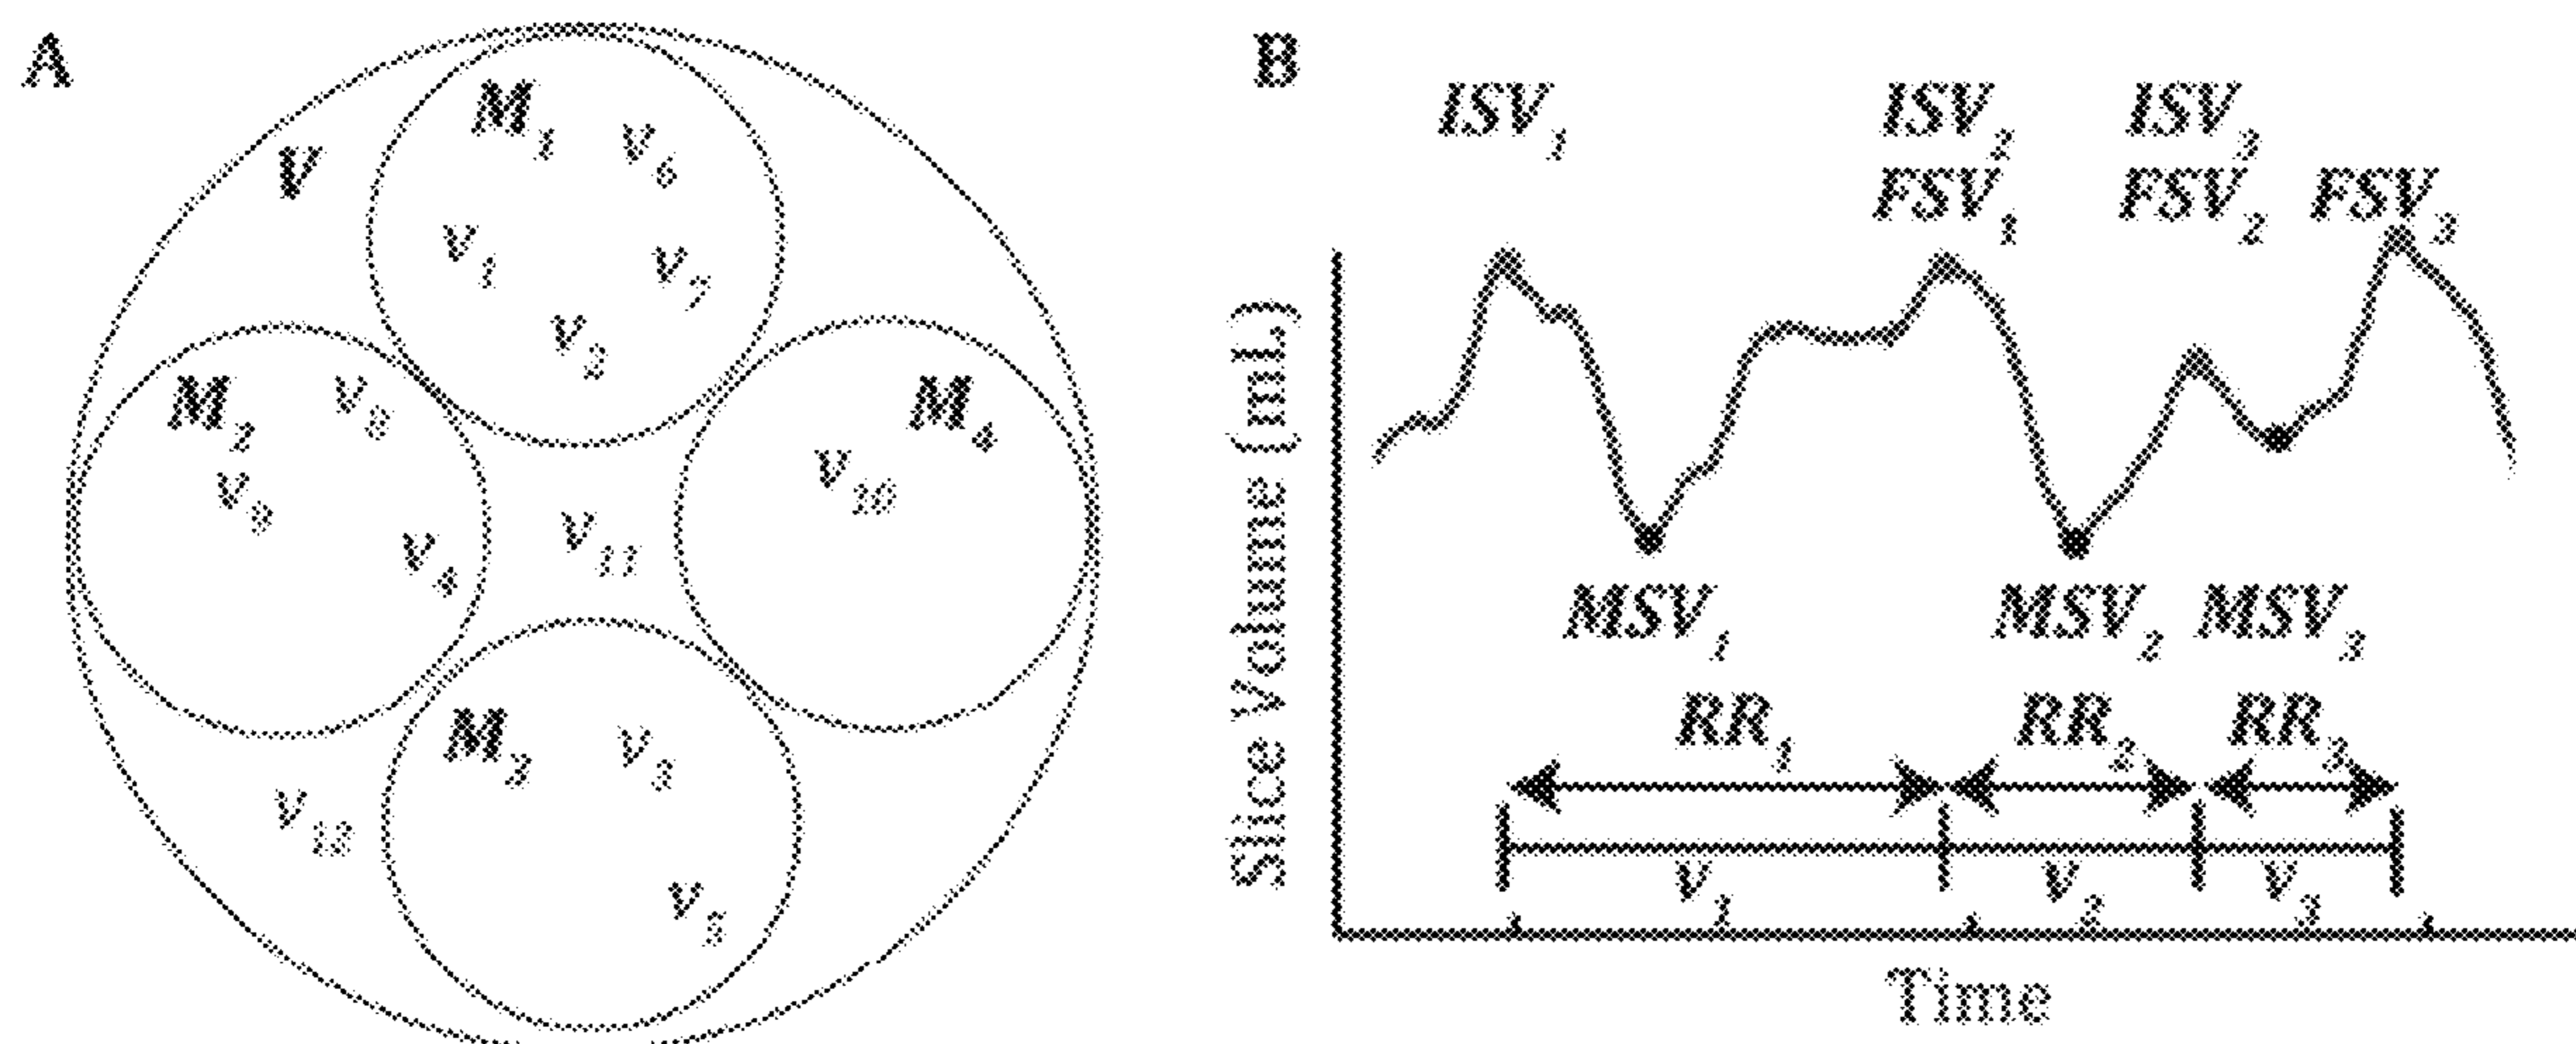 A
M1
v6
V
v1
v7
v2
M2
v8
M4
v9
v10
v4
v11
M3
v3
v12
v5
B
ISV1 ISV2 ISV3
FSV1 FSV2 FSV3
Slice Volume (mL)
MSV1 MSV2 MSV3
RR1 RR2 RR3
v1 v2 v3
Time